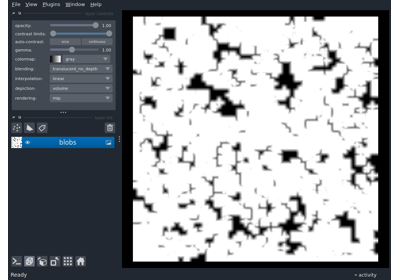 File View Plugins Window Help
opacity: 1.00
contrast limits:
auto-contrast: once continuous
gamma: 1.00
colormap: gray
blending: translucent_no_depth
interpolation: linear
depiction: volume
rendering: mip
blobs
Ready
activity